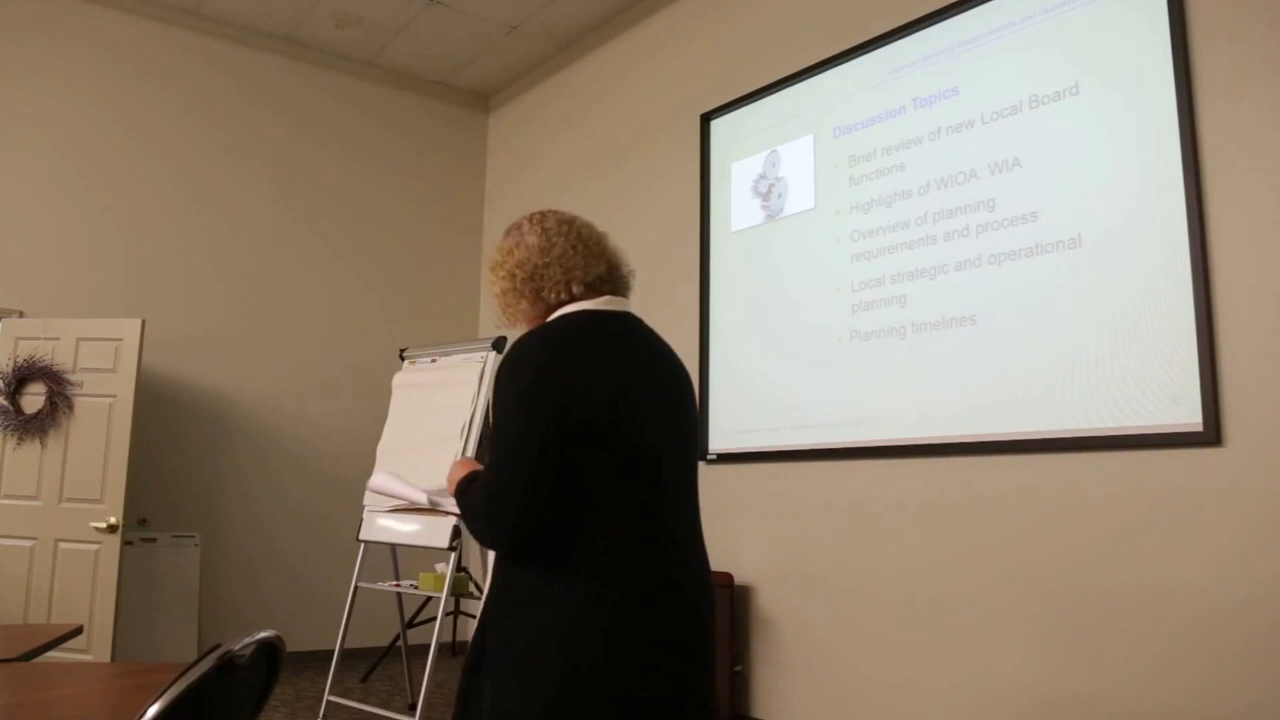 Discussion Topics
Brief review of new Local Board
functions
Highlights of WIOA: WIA
Overview of planning
requirements and process
Local strategic and operational
planning
Planning timelines